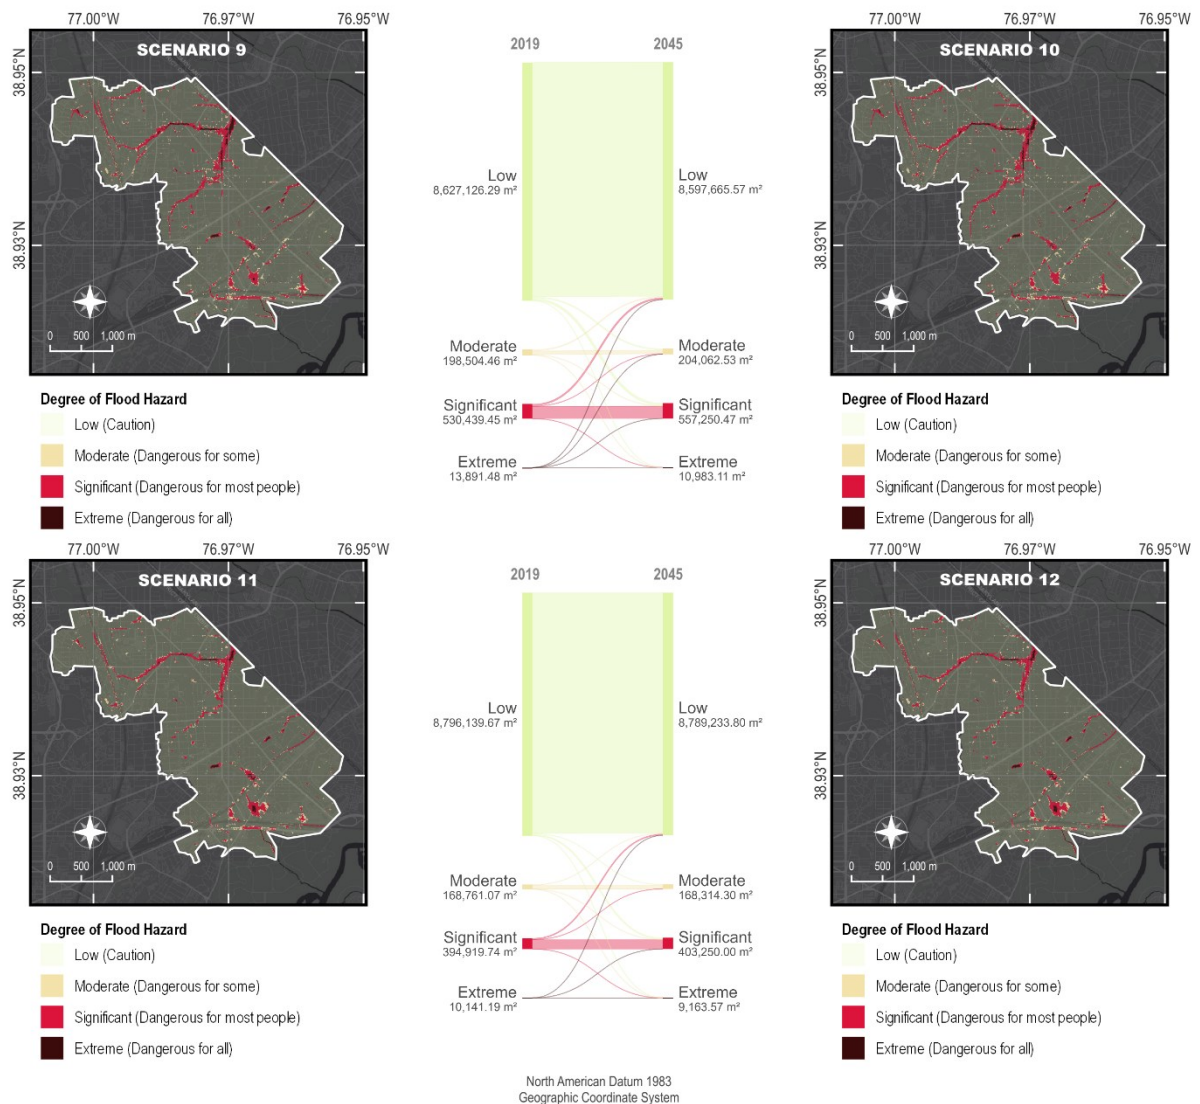 77.00°W 76.97°W 76.95°W
38.95°N
38.93°N
SCENARIO 9
0 500 1,000 m
Degree of Flood Hazard
Low (Caution)
Moderate (Dangerous for some)
Significant (Dangerous for most people)
Extreme (Dangerous for all)
2019 2045
Low
8,627,126.29 m²
Low
8,597,665.57 m²
Moderate
198,504.46 m²
Moderate
204,062.53 m²
Significant
530,439.45 m²
Significant
557,250.47 m²
Extreme
13,891.48 m²
Extreme
10,983.11 m²
77.00°W 76.97°W 76.95°W
38.95°N
38.93°N
SCENARIO 10
0 500 1,000 m
Degree of Flood Hazard
Low (Caution)
Moderate (Dangerous for some)
Significant (Dangerous for most people)
Extreme (Dangerous for all)
77.00°W 76.97°W 76.95°W
38.95°N
38.93°N
SCENARIO 11
0 500 1,000 m
Degree of Flood Hazard
Low (Caution)
Moderate (Dangerous for some)
Significant (Dangerous for most people)
Extreme (Dangerous for all)
2019 2045
Low
8,796,139.67 m²
Low
8,789,233.80 m²
Moderate
168,761.07 m²
Moderate
168,314.30 m²
Significant
394,919.74 m²
Significant
403,250.00 m²
Extreme
10,141.19 m²
Extreme
9,163.57 m²
77.00°W 76.97°W 76.95°W
38.95°N
38.93°N
SCENARIO 12
0 500 1,000 m
Degree of Flood Hazard
Low (Caution)
Moderate (Dangerous for some)
Significant (Dangerous for most people)
Extreme (Dangerous for all)
North American Datum 1983
Geographic Coordinate System